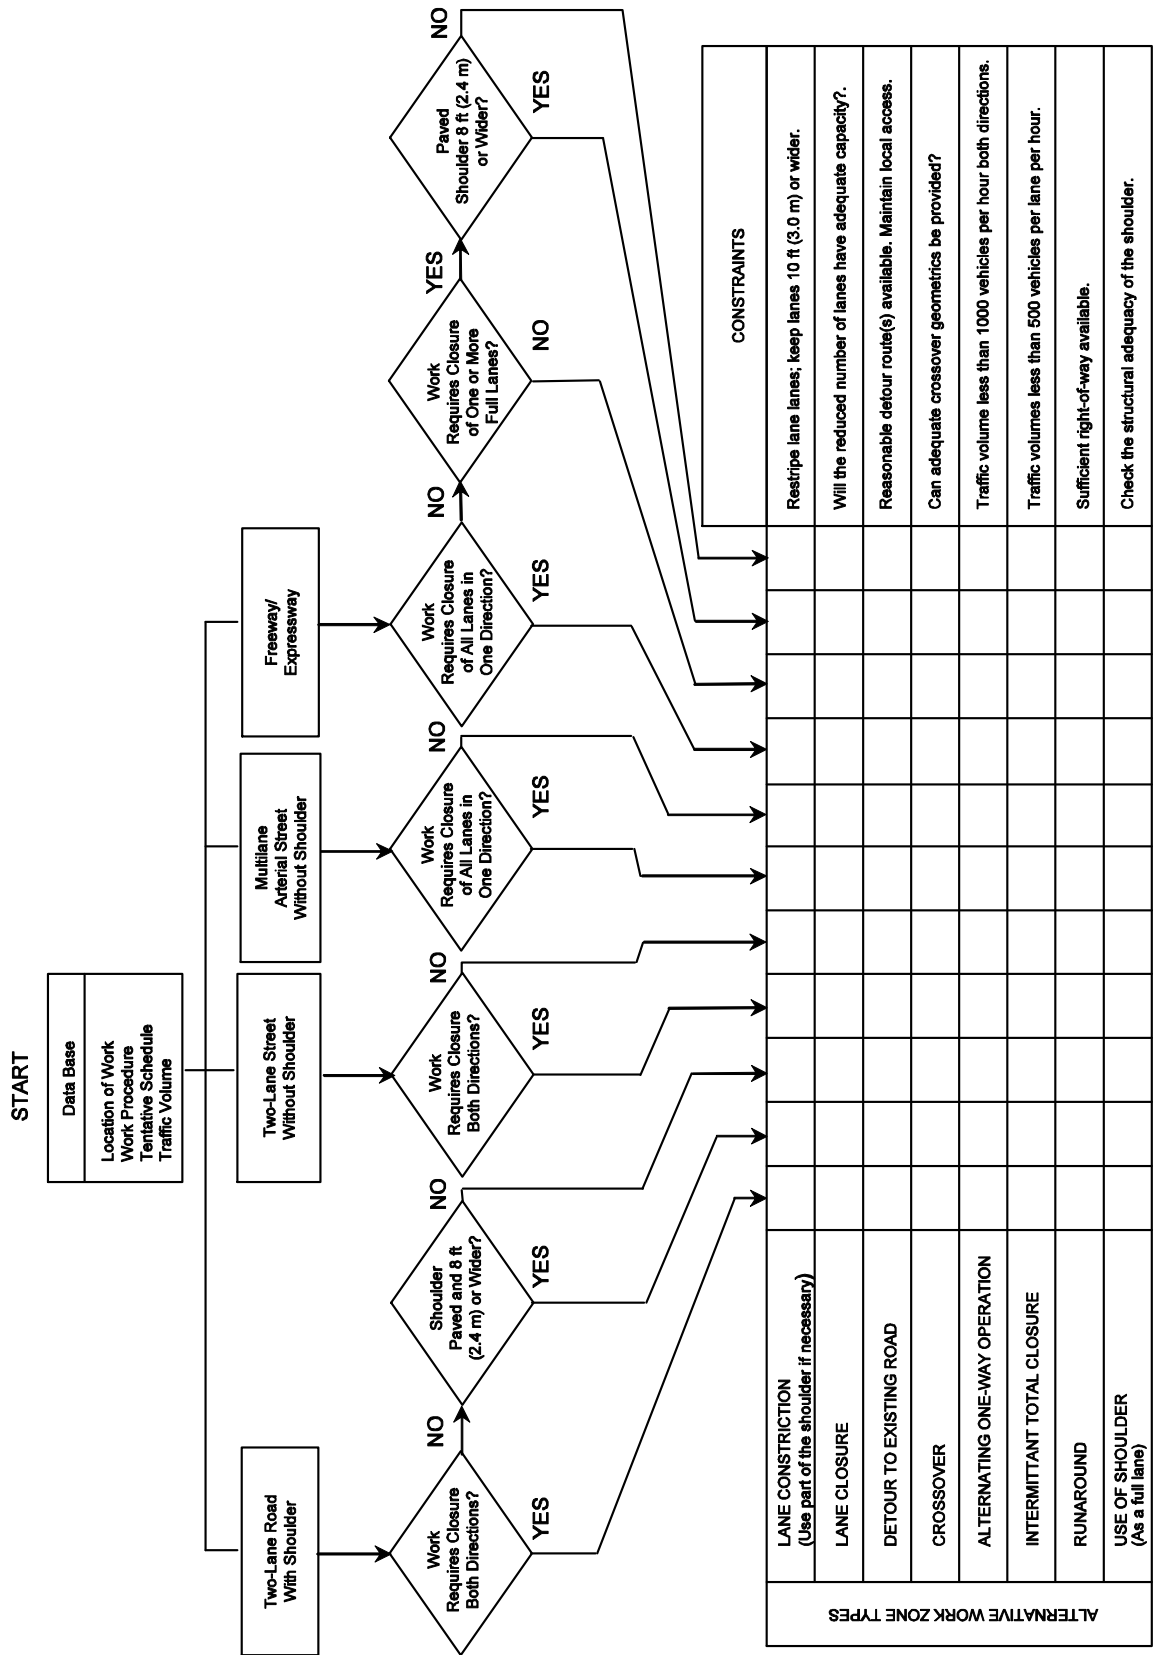 START
Data Base
Location of Work
Work Procedure
Tentative Schedule
Traffic Volume
Two-Lane Road
With Shoulder
Two-Lane Street
Without Shoulder
Multilane
Arterial Street
Without Shoulder
Freeway/
Expressway
Work
Requires Closure
Both Directions?
NO
YES
Shoulder
Paved and 8 ft
(2.4 m) or Wider?
NO
YES
Work
Requires Closure
Both Directions?
NO
YES
Work
Requires Closure
of All Lanes in
One Direction?
NO
YES
Work
Requires Closure
of All Lanes in
One Direction?
NO
YES
Work
Requires Closure
of One or More
Full Lanes?
YES
NO
Paved
Shoulder 8 ft (2.4 m)
or Wider?
NO
YES
CONSTRAINTS
ALTERNATIVE WORK ZONE TYPES
LANE CONSTRICTION
(Use part of the shoulder if necessary)
Restripe lane lanes; keep lanes 10 ft (3.0 m) or wider.
LANE CLOSURE
Will the reduced number of lanes have adequate capacity?.
DETOUR TO EXISTING ROAD
Reasonable detour route(s) available. Maintain local access.
CROSSOVER
Can adequate crossover geometrics be provided?
ALTERNATING ONE-WAY OPERATION
Traffic volume less than 1000 vehicles per hour both directions.
INTERMITTANT TOTAL CLOSURE
Traffic volumes less than 500 vehicles per lane per hour.
RUNAROUND
Sufficient right-of-way available.
USE OF SHOULDER
(As a full lane)
Check the structural adequacy of the shoulder.